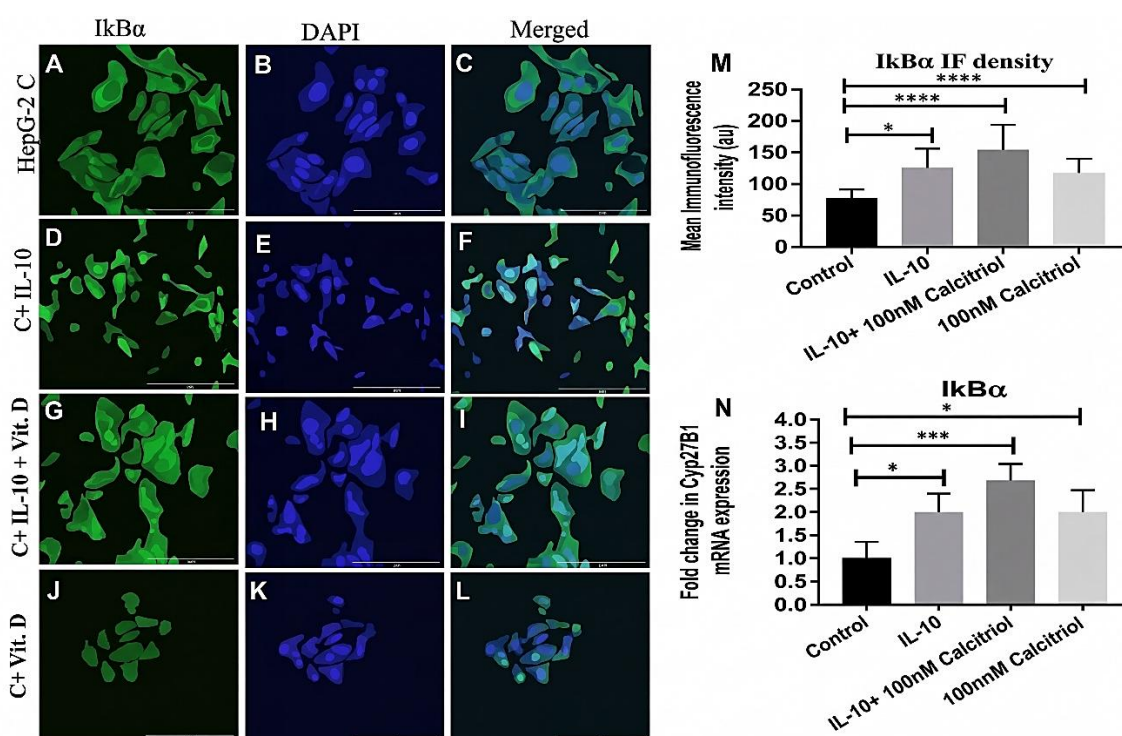 IkBα
DAPI
Merged
HepG-2 C
A
B
C
C+ IL-10
D
E
F
C+ IL-10 + Vit. D
G
H
I
C+ Vit. D
J
K
L
M
IkBα IF density
Mean Immunofluorescence
intensity (au)
250
200
150
100
50
0
****
****
*
Control
IL-10
IL-10+ 100nM Calcitriol
100nM Calcitriol
N
IkBα
Fold change in Cyp27B1
mRNA expression
4.0
3.5
3.0
2.5
2.0
1.5
1.0
0.5
0.0
*
***
*
Control
IL-10
IL-10+ 100nM Calcitriol
100nnM Calcitriol